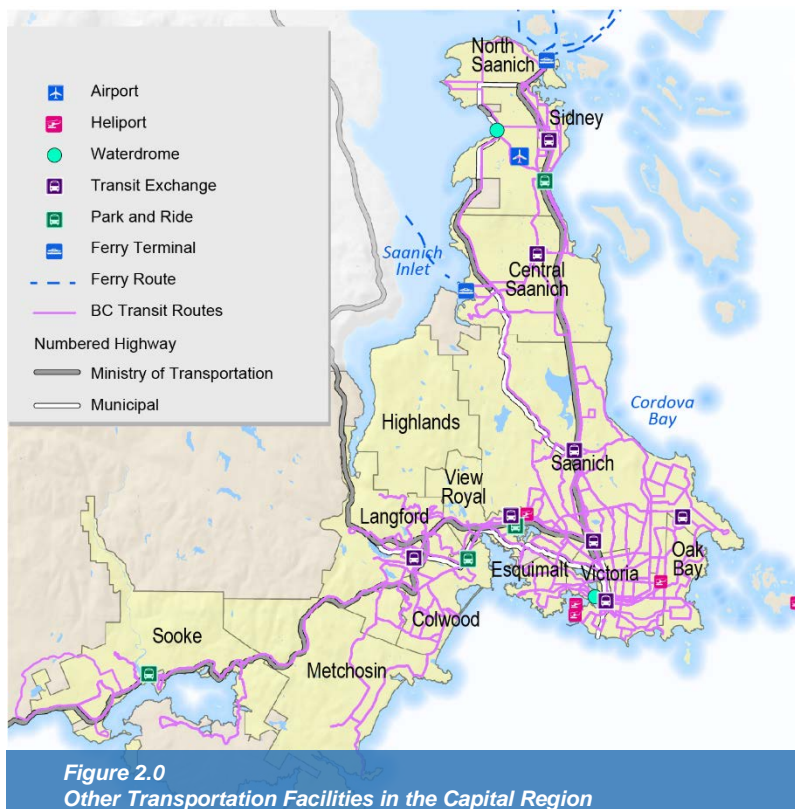 Airport
Heliport
Waterdrome
Transit Exchange
Park and Ride
Ferry Terminal
Ferry Route
BC Transit Routes
Numbered Highway
Ministry of Transportation
Municipal
North
Saanich
Sidney
Saanich
Inlet
Central
Saanich
Cordova
Bay
Highlands
Saanich
View
Royal
Langford
Oak
Bay
Esquimalt
Victoria
Colwood
Sooke
Metchosin
Figure 2.0
Other Transportation Facilities in the Capital Region